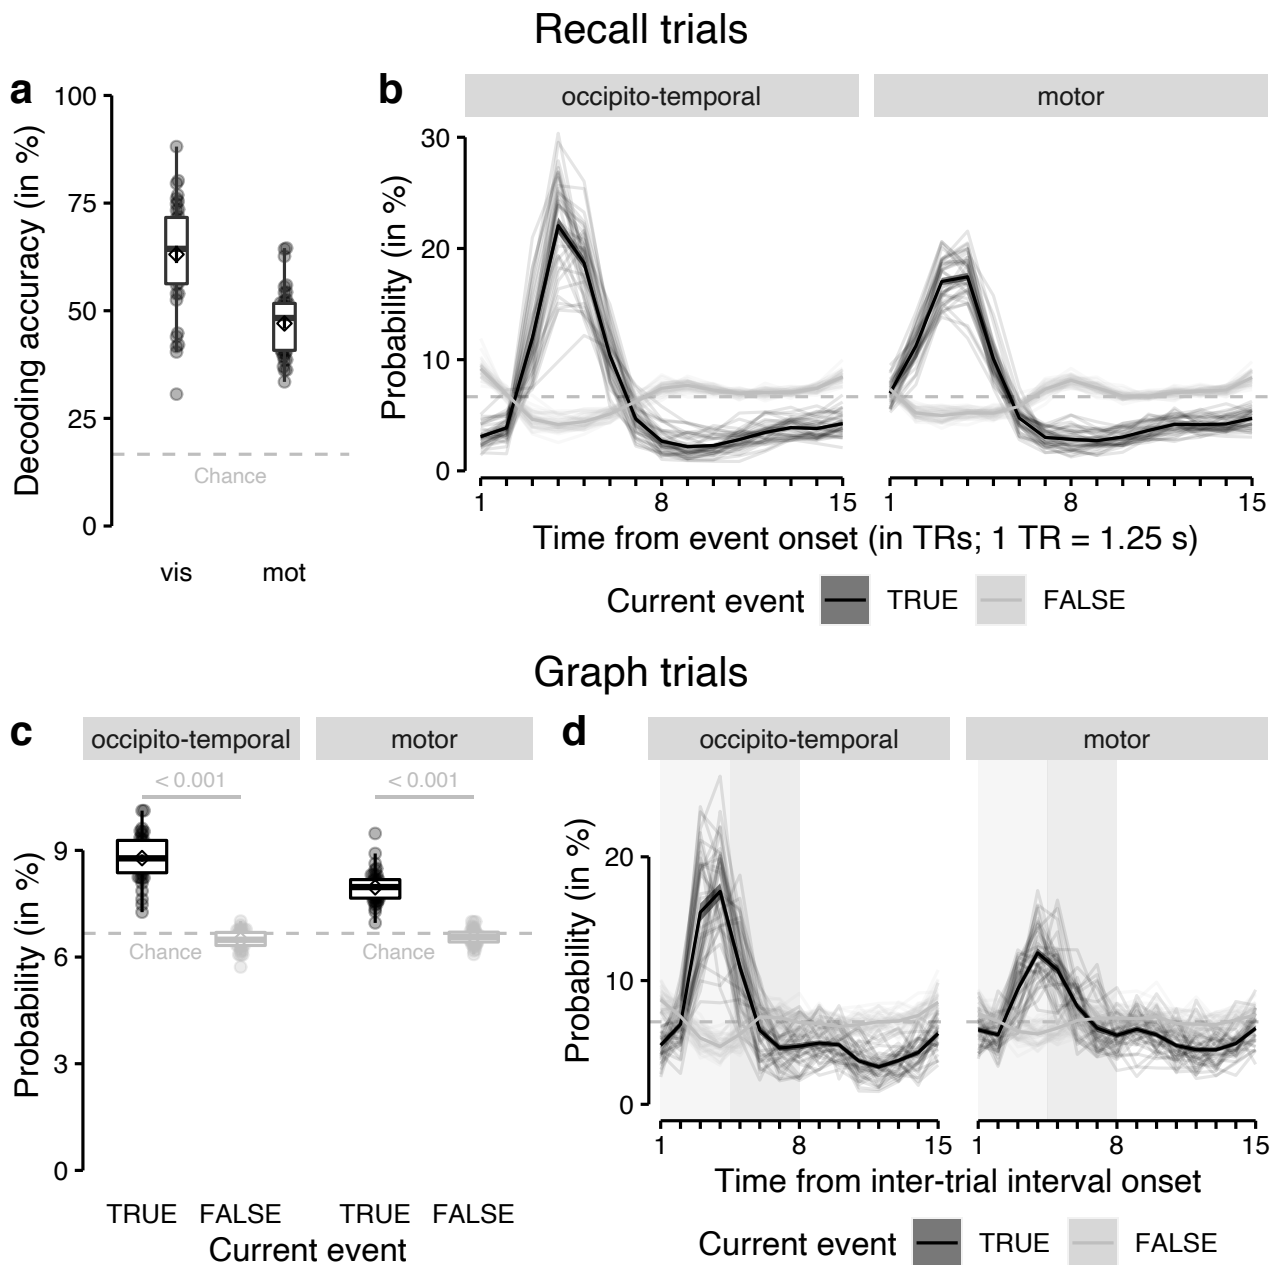 Recall trials
a
100
75
50
25
0
Decoding accuracy (in %)
Chance
vis
mot
b
occipito-temporal
motor
30
20
10
0
Probability (in %)
1
8
15
1
8
15
Time from event onset (in TRs; 1 TR = 1.25 s)
Current event
TRUE
FALSE
Graph trials
c
occipito-temporal
motor
< 0.001
< 0.001
9
6
3
0
Probability (in %)
Chance
Chance
TRUE
FALSE
TRUE
FALSE
Current event
d
occipito-temporal
motor
20
10
0
Probability (in %)
1
8
15
1
8
15
Time from inter-trial interval onset
Current event
TRUE
FALSE